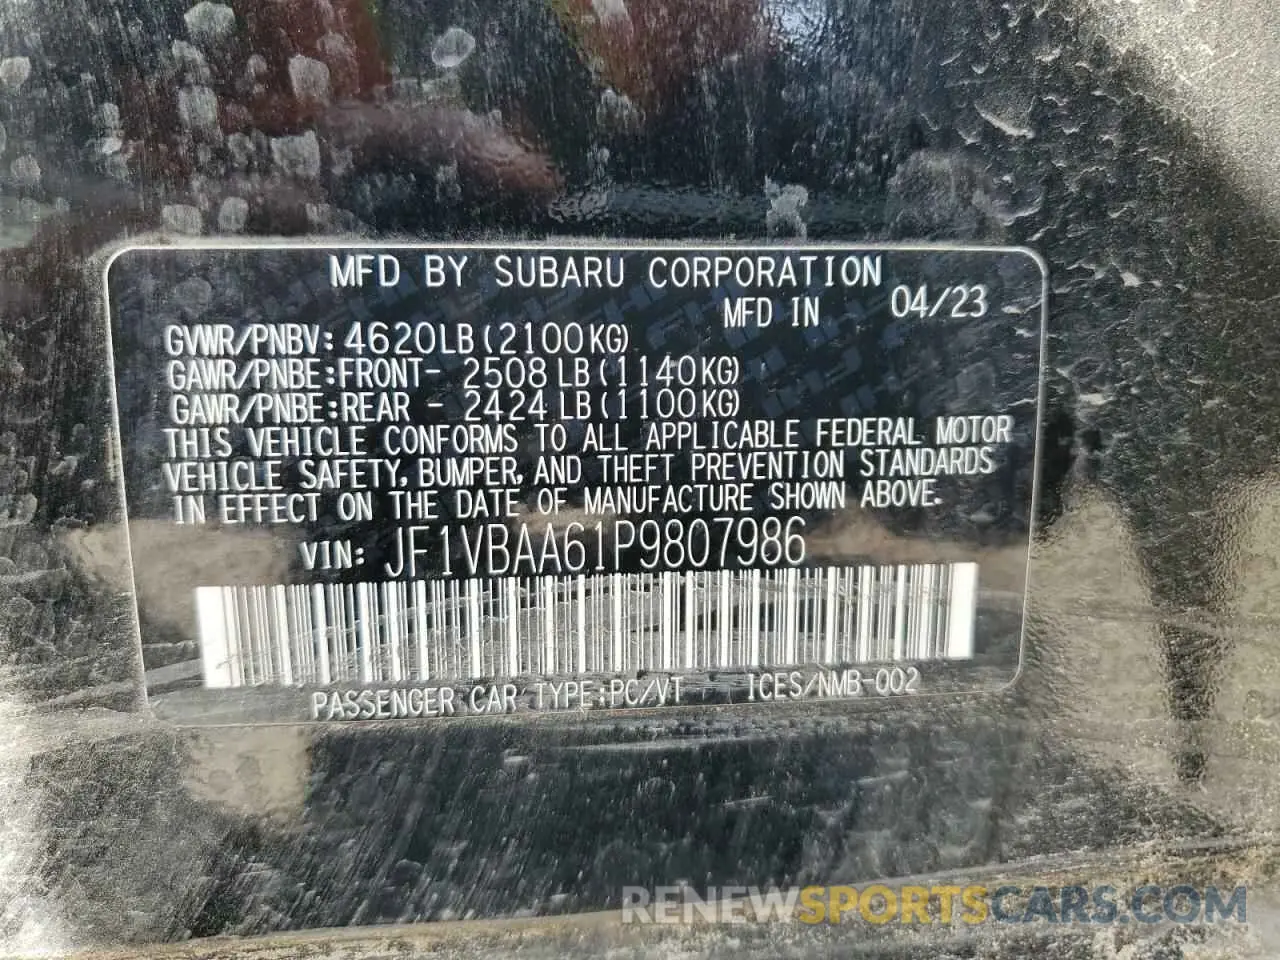 MFD BY SUBARU CORPORATION
MFD IN 04/23
GVWR/PNBV: 4620LB (2100KG)
GAWR/PNBE:FRONT- 2508 LB (1140KG)
GAWR/PNBE:REAR - 2424 LB (1100KG)
THIS VEHICLE CONFORMS TO ALL APPLICABLE FEDERAL MOTOR
VEHICLE SAFETY, BUMPER, AND THEFT PREVENTION STANDARDS
IN EFFECT ON THE DATE OF MANUFACTURE SHOWN ABOVE.
VIN: JF1VBAA61P9807986
PASSENGER CAR TYPE:PC/VT ICES/NMB-002
RENEWSPORTSCARS.COM